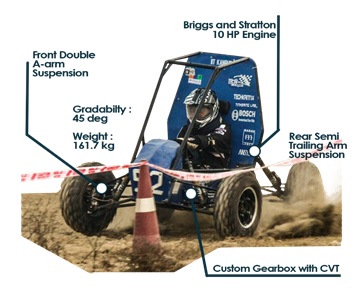 Briggs and Stratton
10 HP Engine
Front Double
A-arm
Suspension
Gradabilty :
45 deg
Weight :
161.7 kg
BOSCH
Rear Semi
Trailing Arm
Suspension
52
Custom Gearbox with CVT